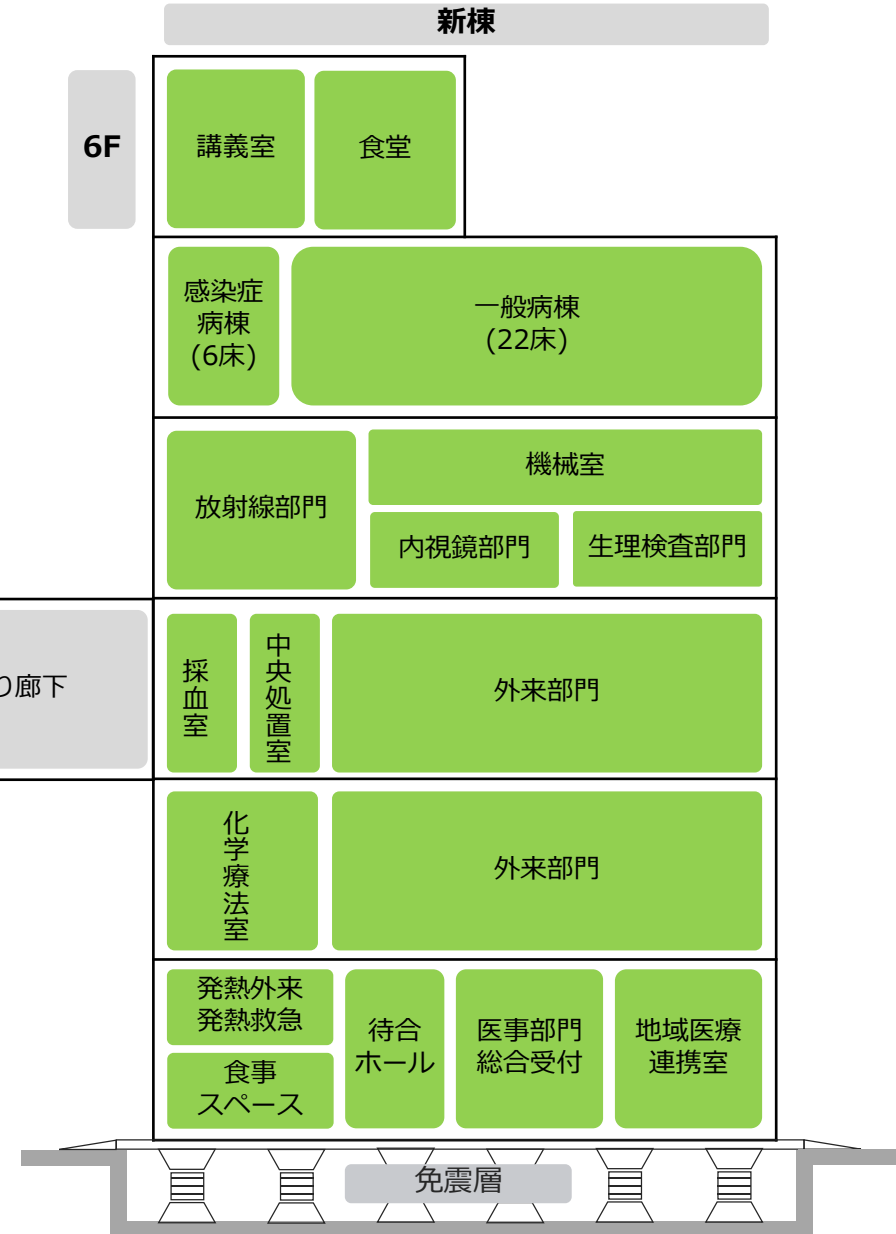 新棟
6F
講義室
食堂
感染症
病棟
(6床)
一般病棟
(22床)
放射線部門
機械室
内視鏡部門
生理検査部門
り廊下
採血室
中央処置室
外来部門
化学療法室
外来部門
発熱外来
発熱救急
食事
スペース
待合
ホール
医事部門
総合受付
地域医療
連携室
免震層